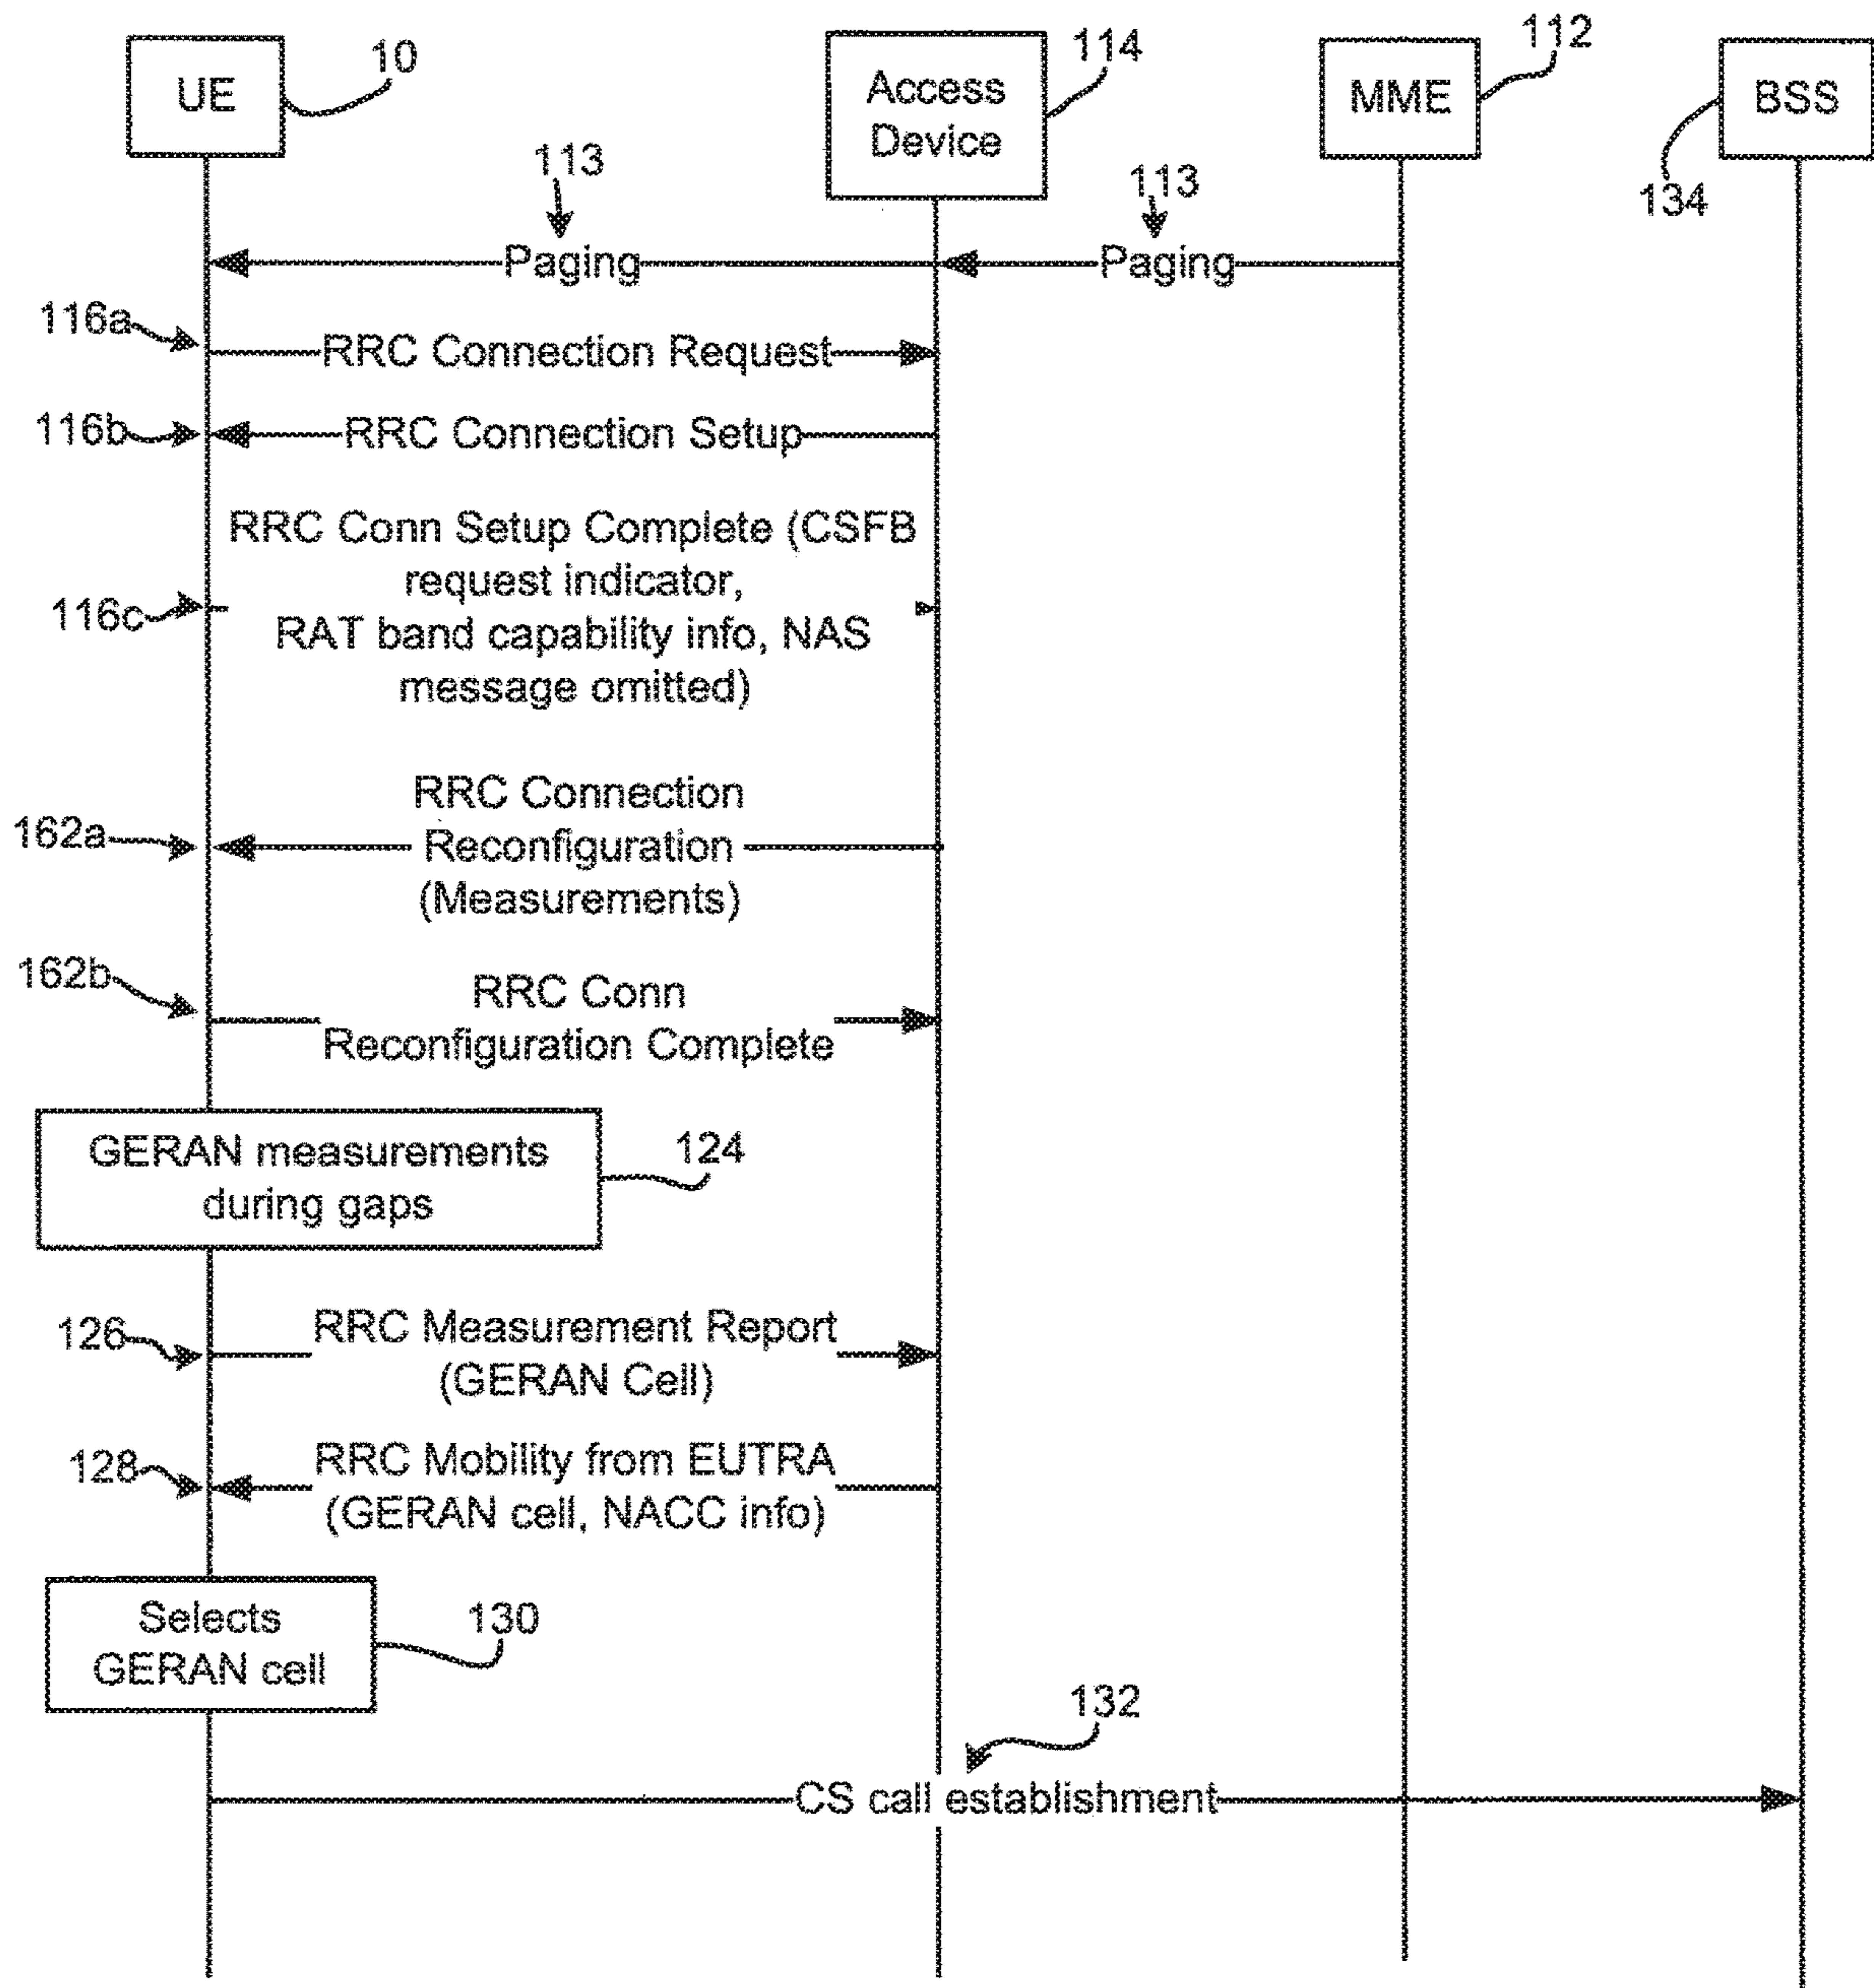 10
114
112
UE
Access
Device
MME
BSS
134
113
113
Paging
Paging
116a
RRC Connection Request
116b
RRC Connection Setup
RRC Conn Setup Complete (CSFB
request indicator,
116c
RAT band capability info, NAS
message omitted)
RRC Connection
162a
Reconfiguration
(Measurements)
162b
RRC Conn
Reconfiguration Complete
GERAN measurements
during gaps
124
126
RRC Measurement Report
(GERAN Cell)
128
RRC Mobility from EUTRA
(GERAN cell, NACC info)
Selects
GERAN cell
130
132
CS call establishment